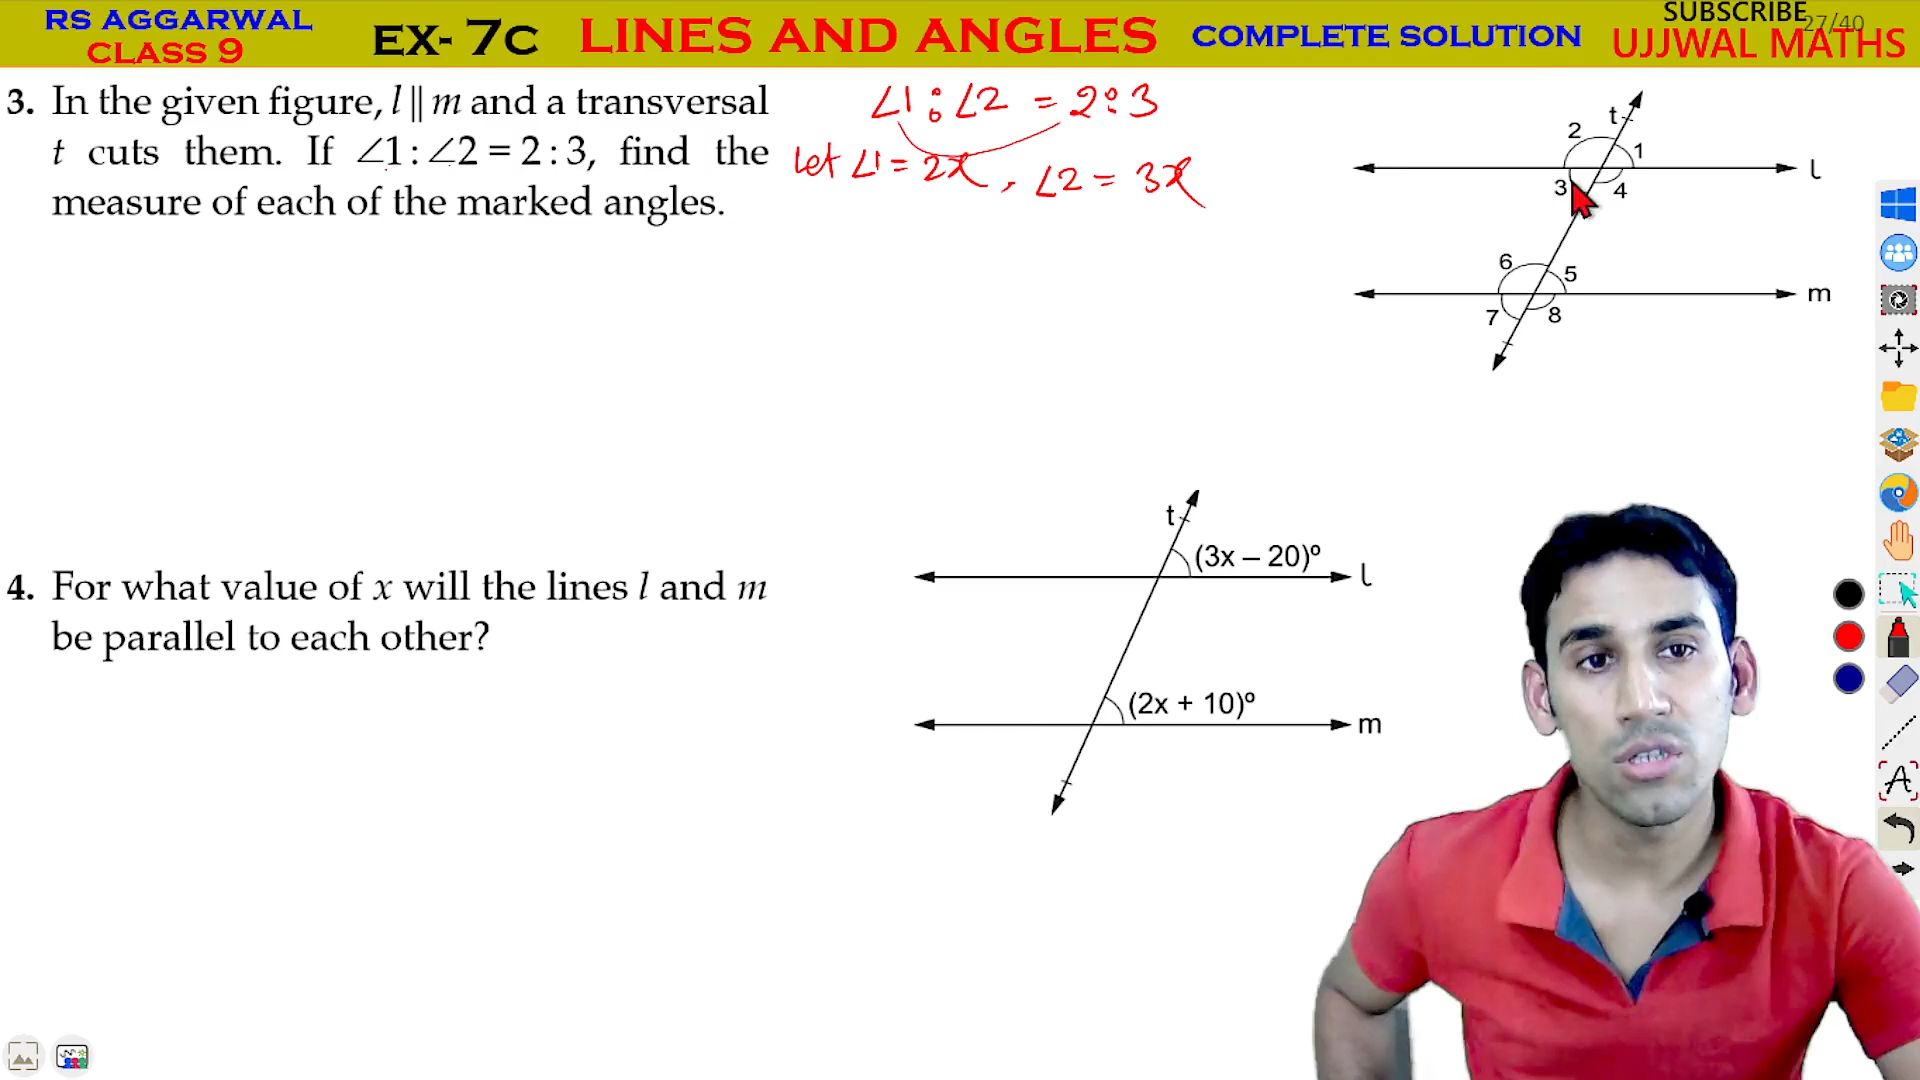 RS AGGARWAL
CLASS 9
EX- 7C
LINES AND ANGLES
COMPLETE SOLUTION
SUBSCRIBE
27/40
UJJWAL MATHS
3. In the given figure, l || m and a transversal
t cuts them. If ∠1 : ∠2 = 2 : 3, find the
measure of each of the marked angles.
∠1 : ∠2 = 2 : 3
let ∠1 = 2x , ∠2 = 3x
t
2
1
l
3
4
6
5
m
7
8
4. For what value of x will the lines l and m
be parallel to each other?
t
(3x – 20)º
l
(2x + 10)º
m